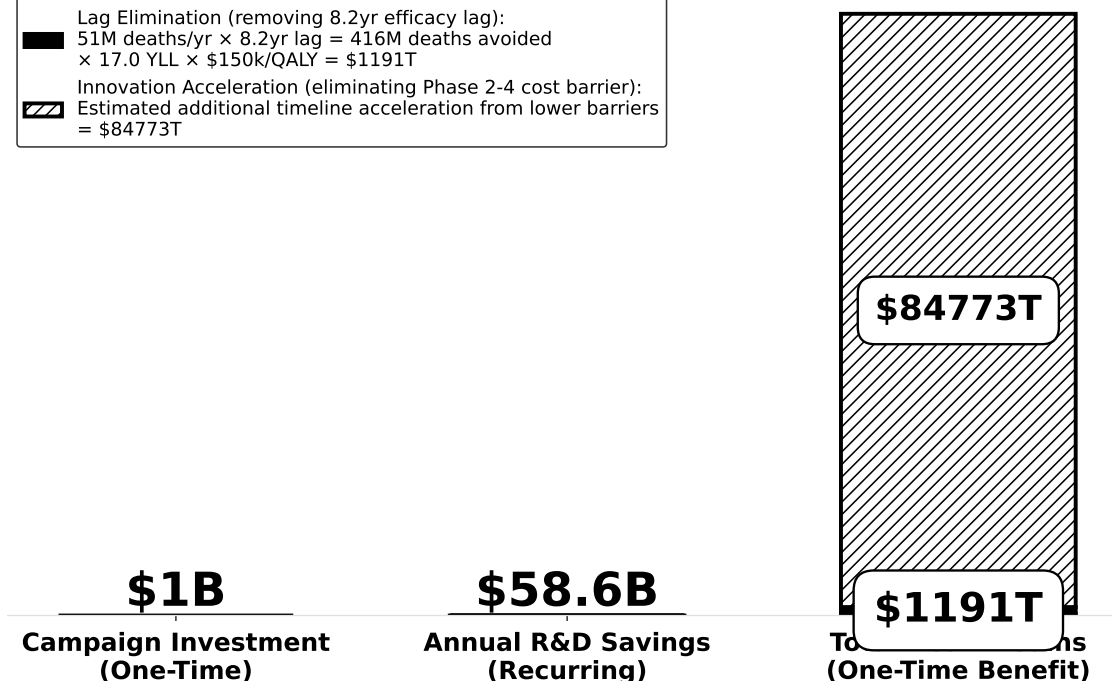 Lag Elimination (removing 8.2yr efficacy lag):
51M deaths/yr × 8.2yr lag = 416M deaths avoided
× 17.0 YLL × $150k/QALY = $1191T
Innovation Acceleration (eliminating Phase 2-4 cost barrier):
Estimated additional timeline acceleration from lower barriers
= $84773T
$84773T
$1B
$58.6B
$1191T
Campaign Investment
(One-Time)
Annual R&D Savings
(Recurring)
(One-Time Benefit)